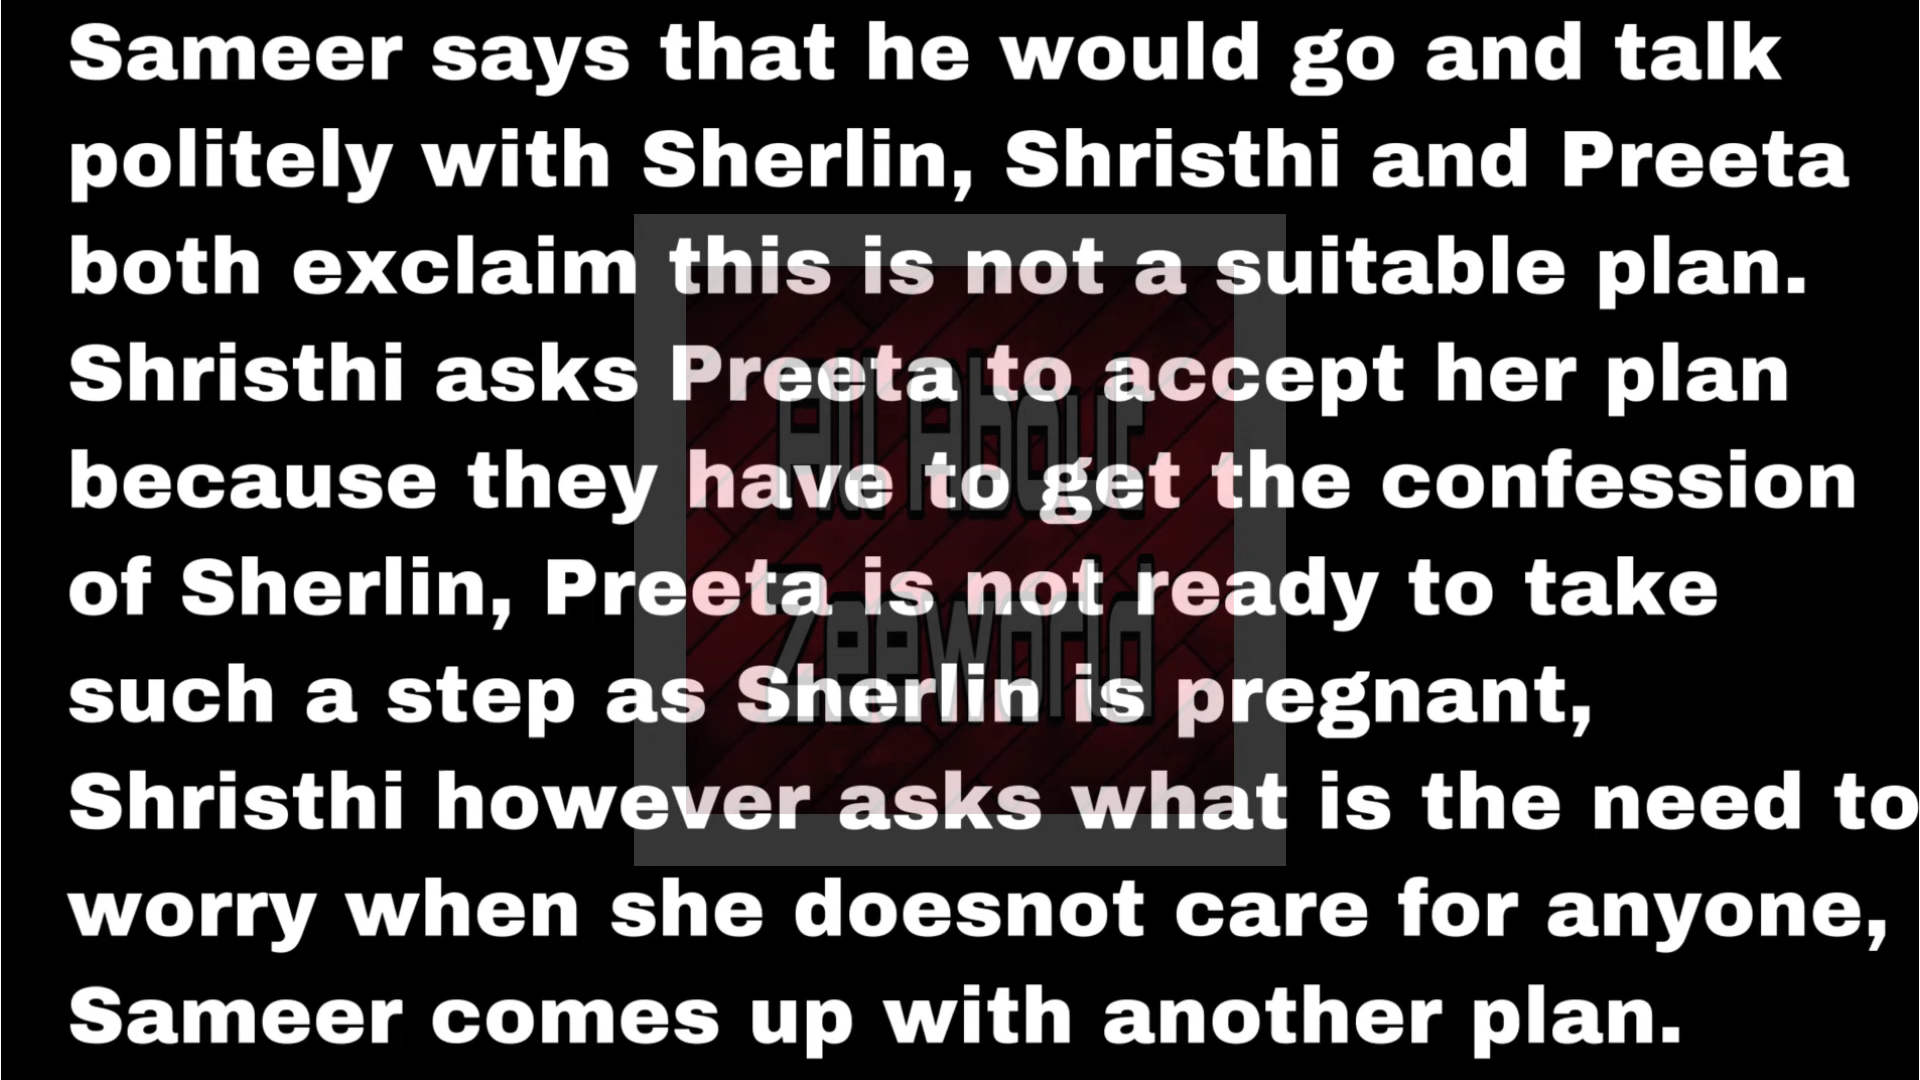 Sameer says that he would go and talk
politely with Sherlin, Shristhi and Preeta
both exclaim this is not a suitable plan.
Shristhi asks Preeta to accept her plan
because they have to get the confession
of Sherlin, Preeta is not ready to take
such a step as Sherlin is pregnant,
Shristhi however asks what is the need to
worry when she doesnot care for anyone,
Sameer comes up with another plan.
All About
Zeeworld